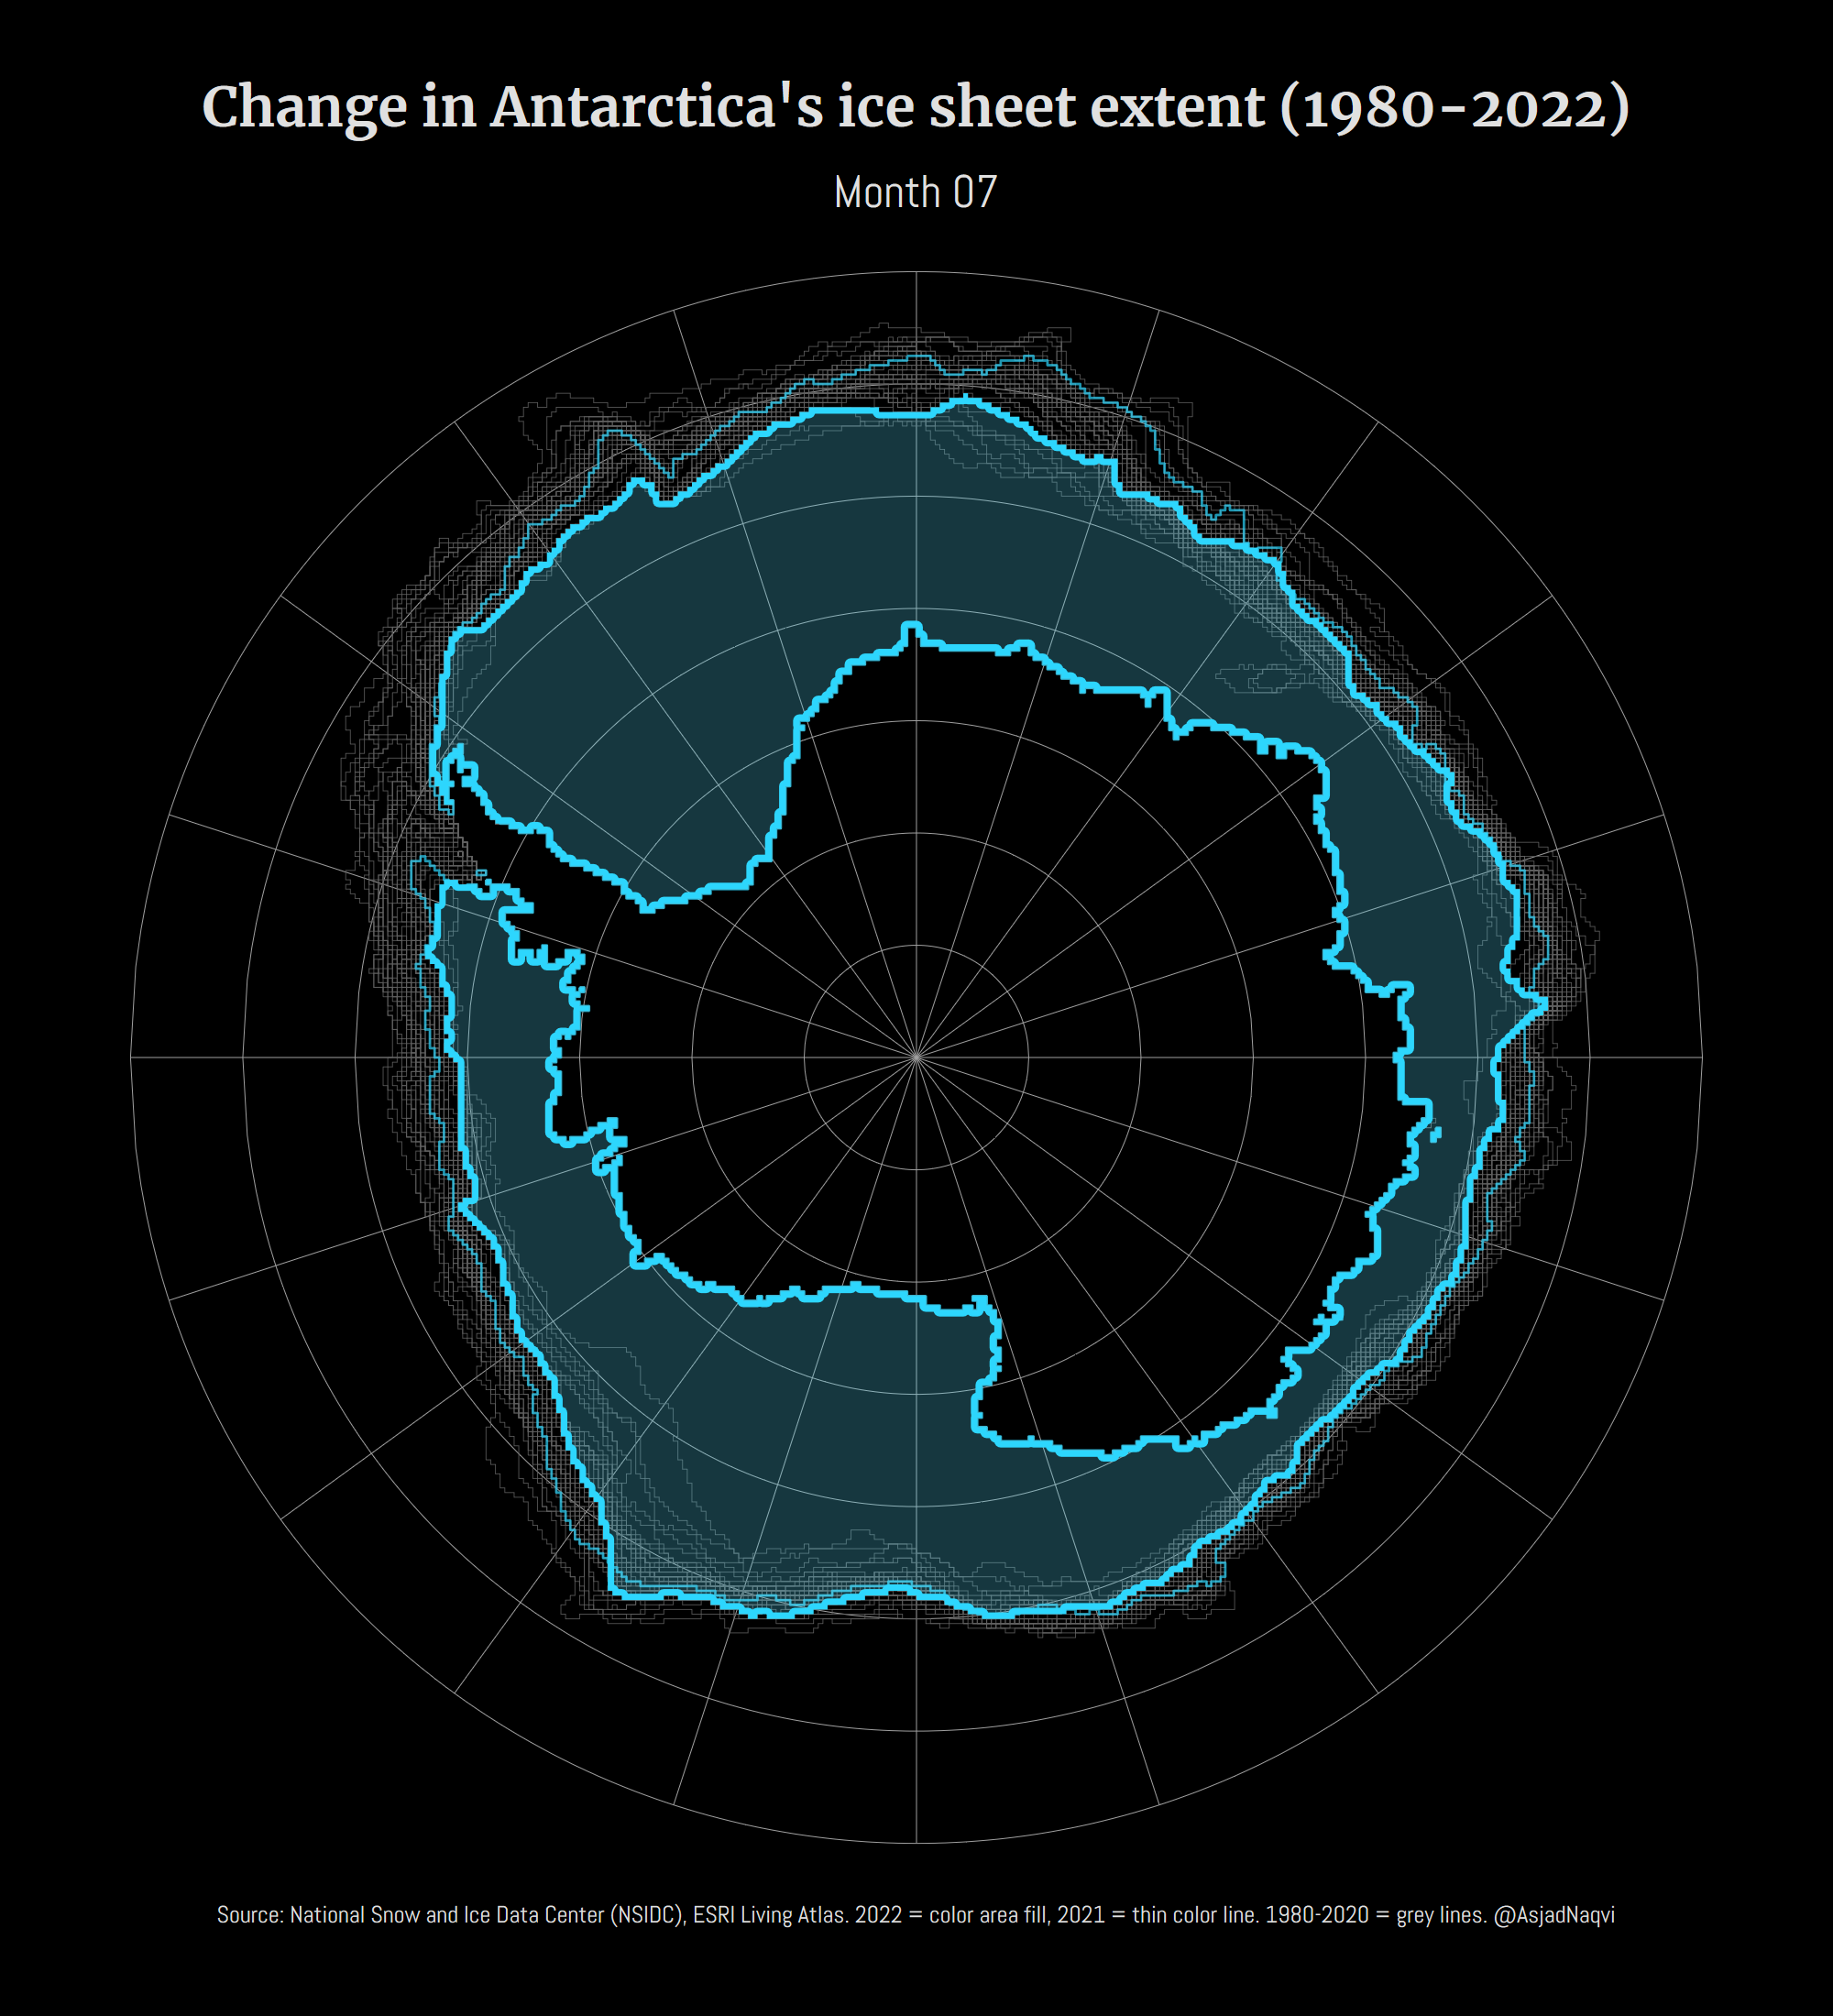 Change in Antarctica's ice sheet extent (1980-2022)
Month 07
Source: National Snow and Ice Data Center (NSIDC), ESRI Living Atlas. 2022 = color area fill, 2021 = thin color line. 1980-2020 = grey lines. @AsjadNaqvi